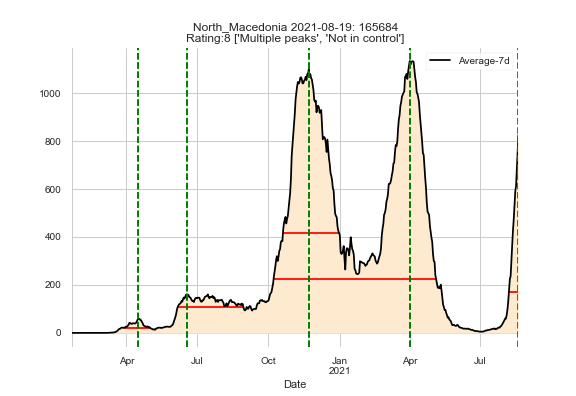 North_Macedonia 2021-08-19: 165684
Rating:8 ['Multiple peaks', 'Not in control']
Average-7d
1000
800
600
400
200
0
Apr
Jul
Oct
Jan
2021
Apr
Jul
Date